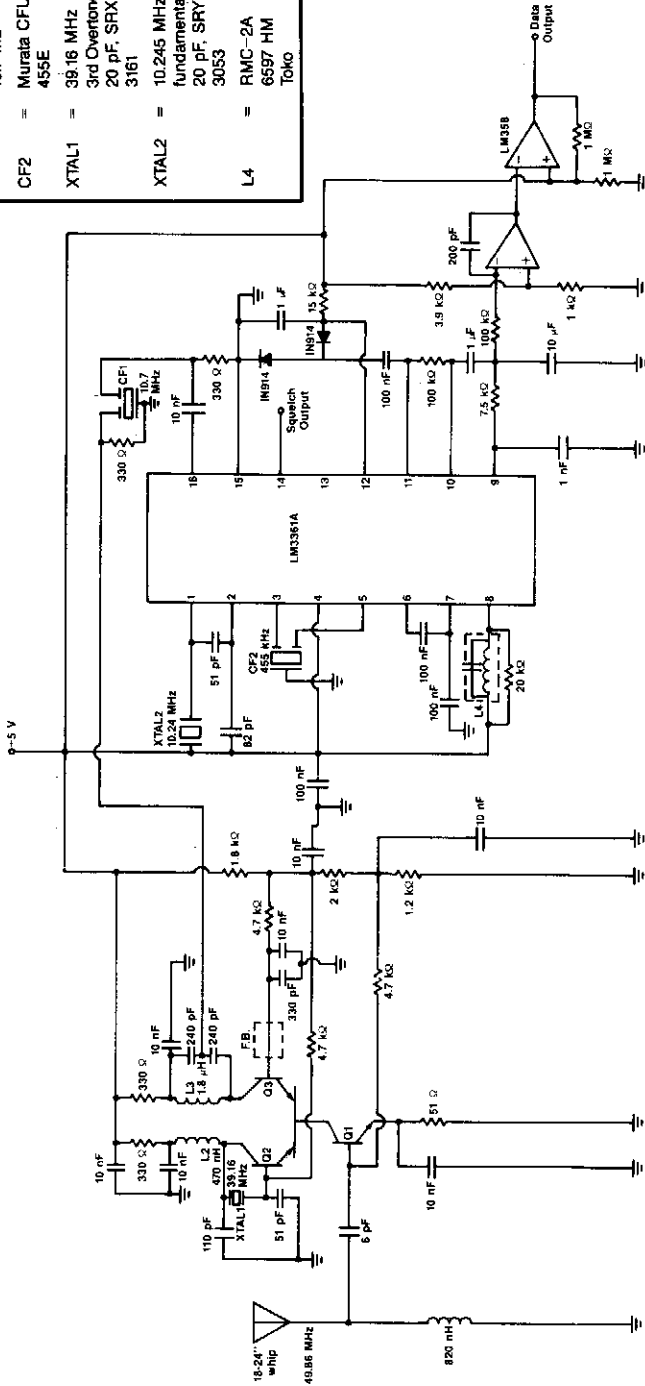 CF2 = Murata CFU
455E
XTAL1 = 39.16 MHz
3rd Overtone
20 pF, SRX
3161
XTAL2 = 10.245 MHz
fundamental
20 pF, SRY
3053
L4 = RMC-2A
6597 HM
Toko
+5 V
Data
Output
LM358
1 MΩ
1 MΩ
200 pF
3.9 kΩ
1 kΩ
15 kΩ
1 µF
IN914
IN914
330 Ω
10 nF
CF1
10.7
MHz
330 Ω
Squelch
Output
100 nF
100 kΩ
1 µF
100 kΩ
7.5 kΩ
10 µF
1 nF
16
15
14
13
12
11
10
9
LM3361A
1
2
3
4
5
6
7
8
XTAL2
10.24 MHz
51 pF
82 pF
CF2
455 kHz
100 nF
100 nF
L4
20 kΩ
100 nF
10 nF
1.8 kΩ
2 kΩ
1.2 kΩ
10 nF
4.7 kΩ
10 nF
330 pF
F.B.
4.7 kΩ
4.7 kΩ
10 nF
240 pF
240 pF
330 Ω
L3
1.8 µH
Q3
10 nF
330 Ω
10 nF
L2
470 nH
39.16
MHz
XTAL1
Q2
110 pF
51 pF
Q1
51 Ω
10 nF
6 pF
18-24"
whip
49.86 MHz
820 nH